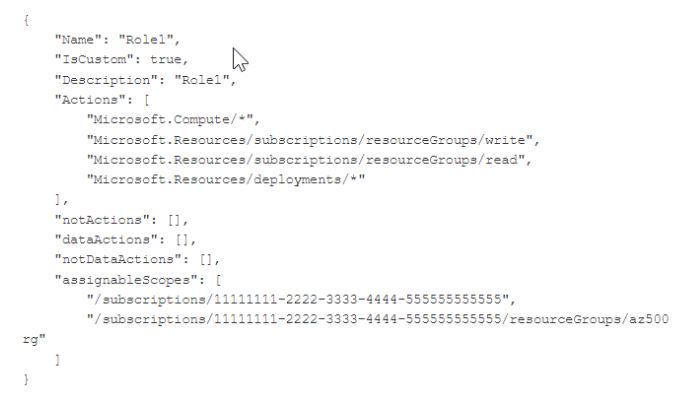 {
"Name": "Role1",
"IsCustom": true,
"Description": "Role1",
"Actions": [
"Microsoft.Compute/*",
"Microsoft.Resources/subscriptions/resourceGroups/write",
"Microsoft.Resources/subscriptions/resourceGroups/read",
"Microsoft.Resources/deployments/*"
],
"notActions": [],
"dataActions": [],
"notDataActions": [],
"assignableScopes": [
"/subscriptions/11111111-2222-3333-4444-555555555555",
"/subscriptions/11111111-2222-3333-4444-555555555555/resourceGroups/az500
rg"
]
}